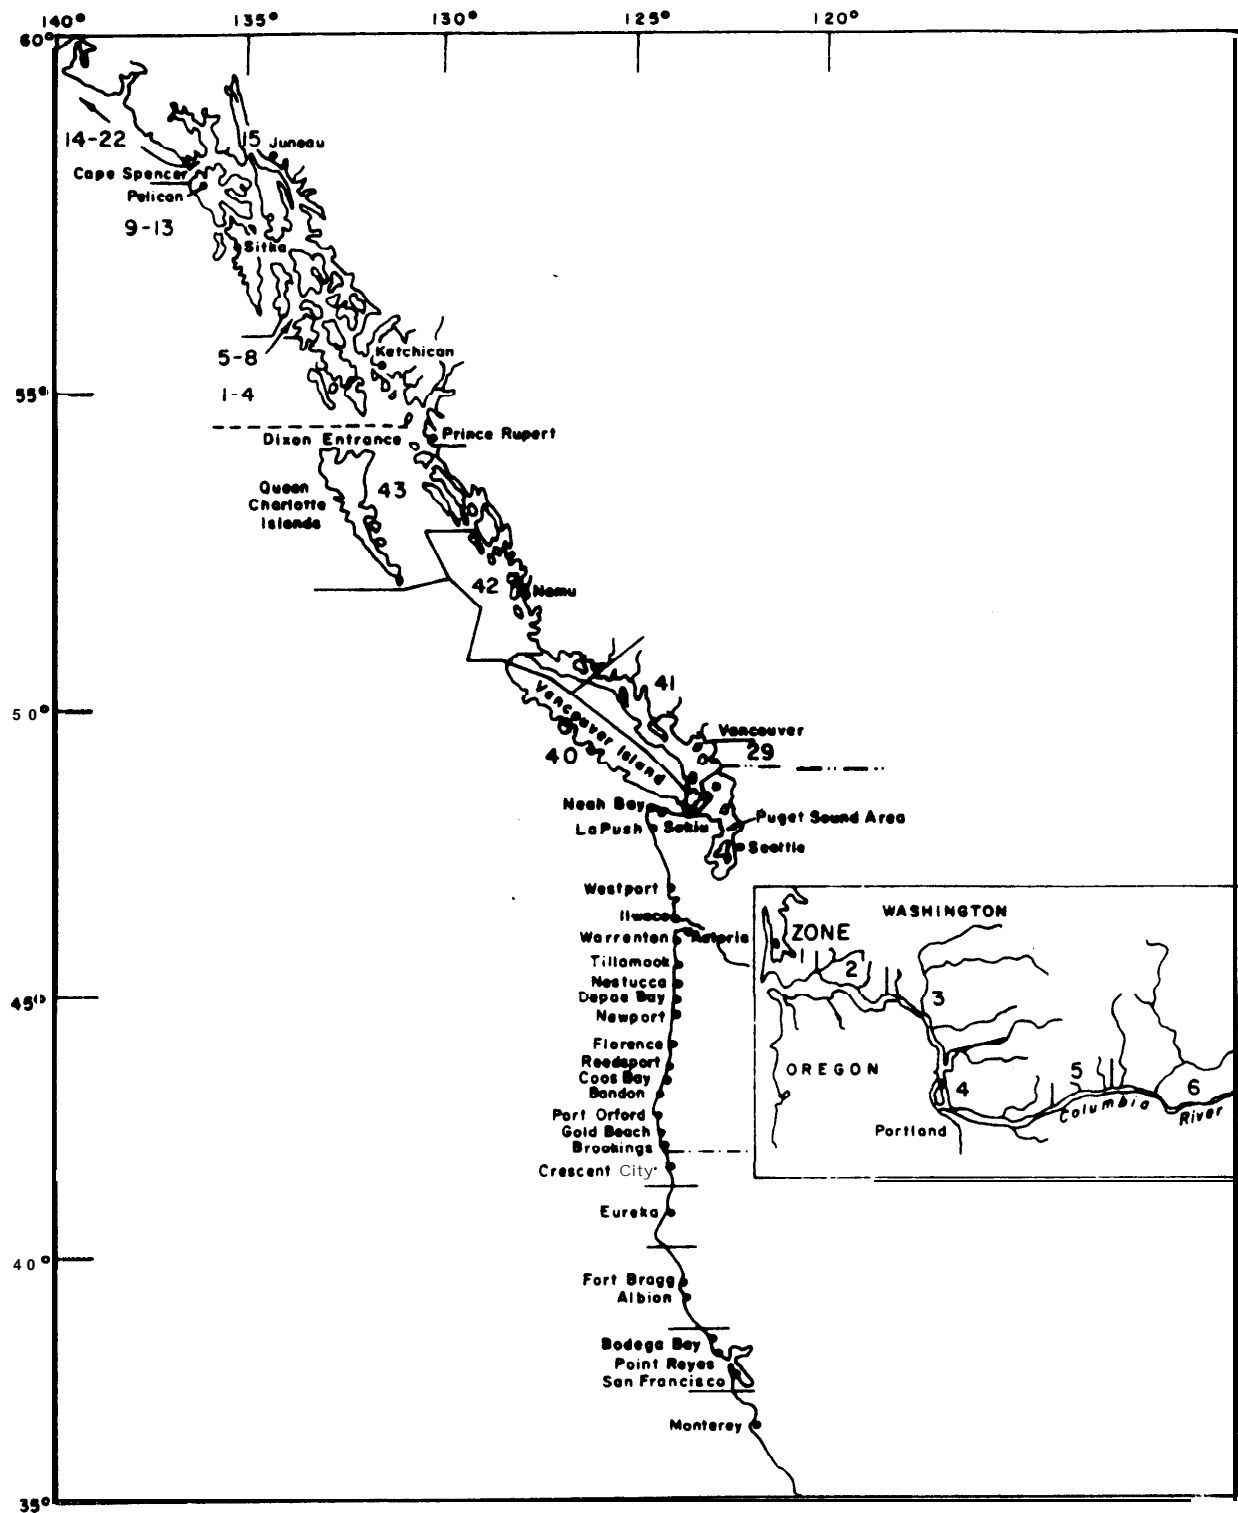 140° 135° 130° 125° 120°
60°
14-22
15 Juneau
Cape Spencer
Pelican
9-13
Sitka
5-8
Ketchican
1-4
55°
Dixon Entrance
Prince Rupert
Queen
Charlotte
Islands
43
42
Namu
41
50°
Vancouver Island
Vancouver
29
40
Neah Bay
Sekiu
Puget Sound Area
LaPush
Seattle
Westport
Ilwaco
Warrenton
Astoria
Tillamook
Nestucca
45°
Depoe Bay
Newport
Florence
Reedsport
Coos Bay
Bandon
Port Orford
Gold Beach
Brookings
Crescent City
Eureka
40°
Fort Bragg
Albion
Bodega Bay
Point Reyes
San Francisco
Monterey
35°
WASHINGTON
ZONE
1
2
3
OREGON
4
5
6
Columbia River
Portland